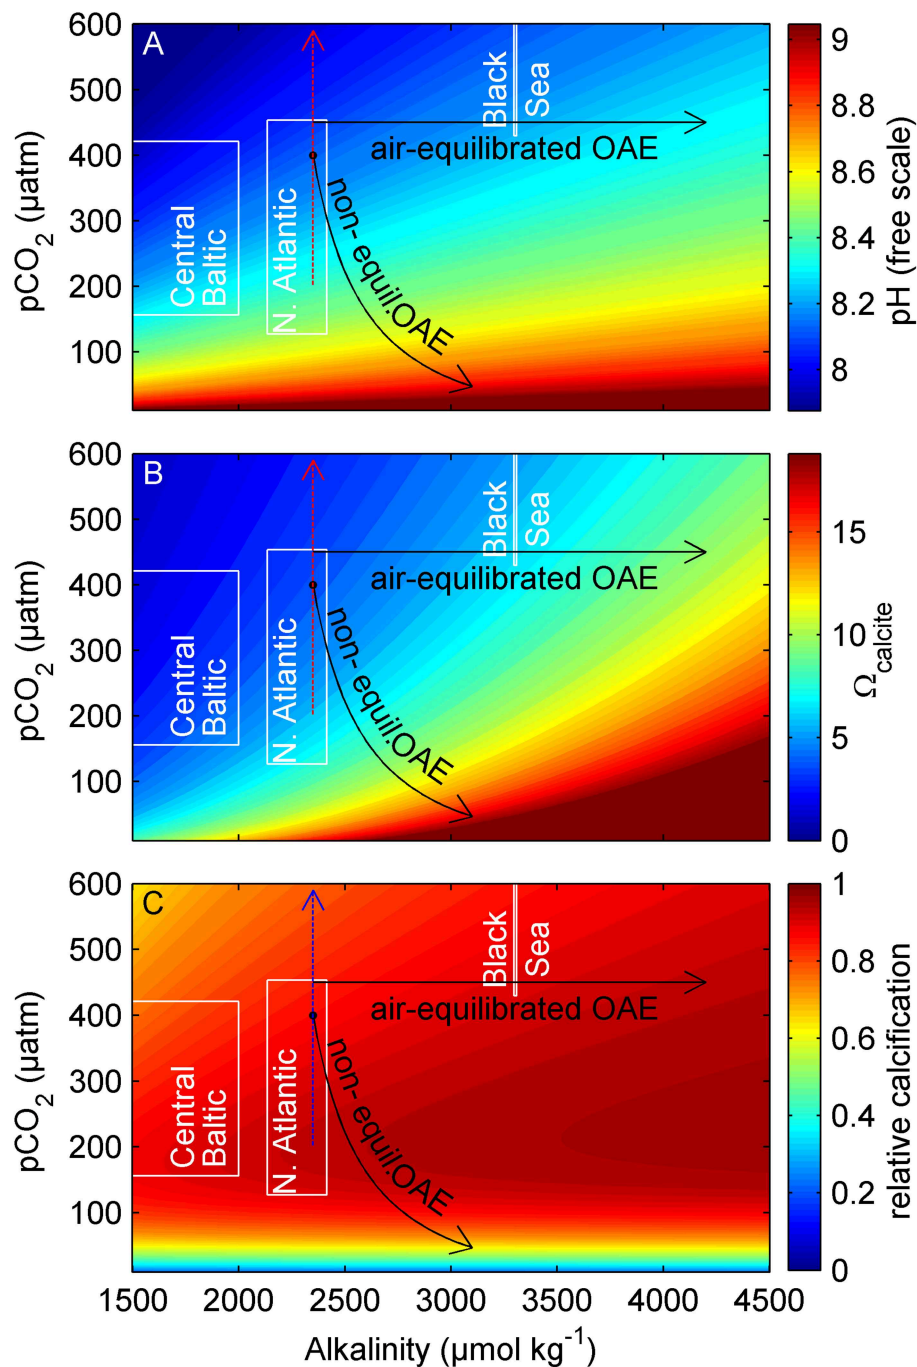 A
600
500
400
300
200
100
pCO2 (µatm)
Central
Baltic
N. Atlantic
Black
Sea
air-equilibrated OAE
non-equil.OAE
9
8.8
8.6
8.4
8.2
8
pH (free scale)
B
600
500
400
300
200
100
pCO2 (µatm)
Central
Baltic
N. Atlantic
Black
Sea
air-equilibrated OAE
non-equil.OAE
15
10
5
0
Ωcalcite
C
600
500
400
300
200
100
pCO2 (µatm)
Central
Baltic
N. Atlantic
Black
Sea
air-equilibrated OAE
non-equil.OAE
1
0.8
0.6
0.4
0.2
0
relative calcification
1500 2000 2500 3000 3500 4000 4500
Alkalinity (µmol kg-1)